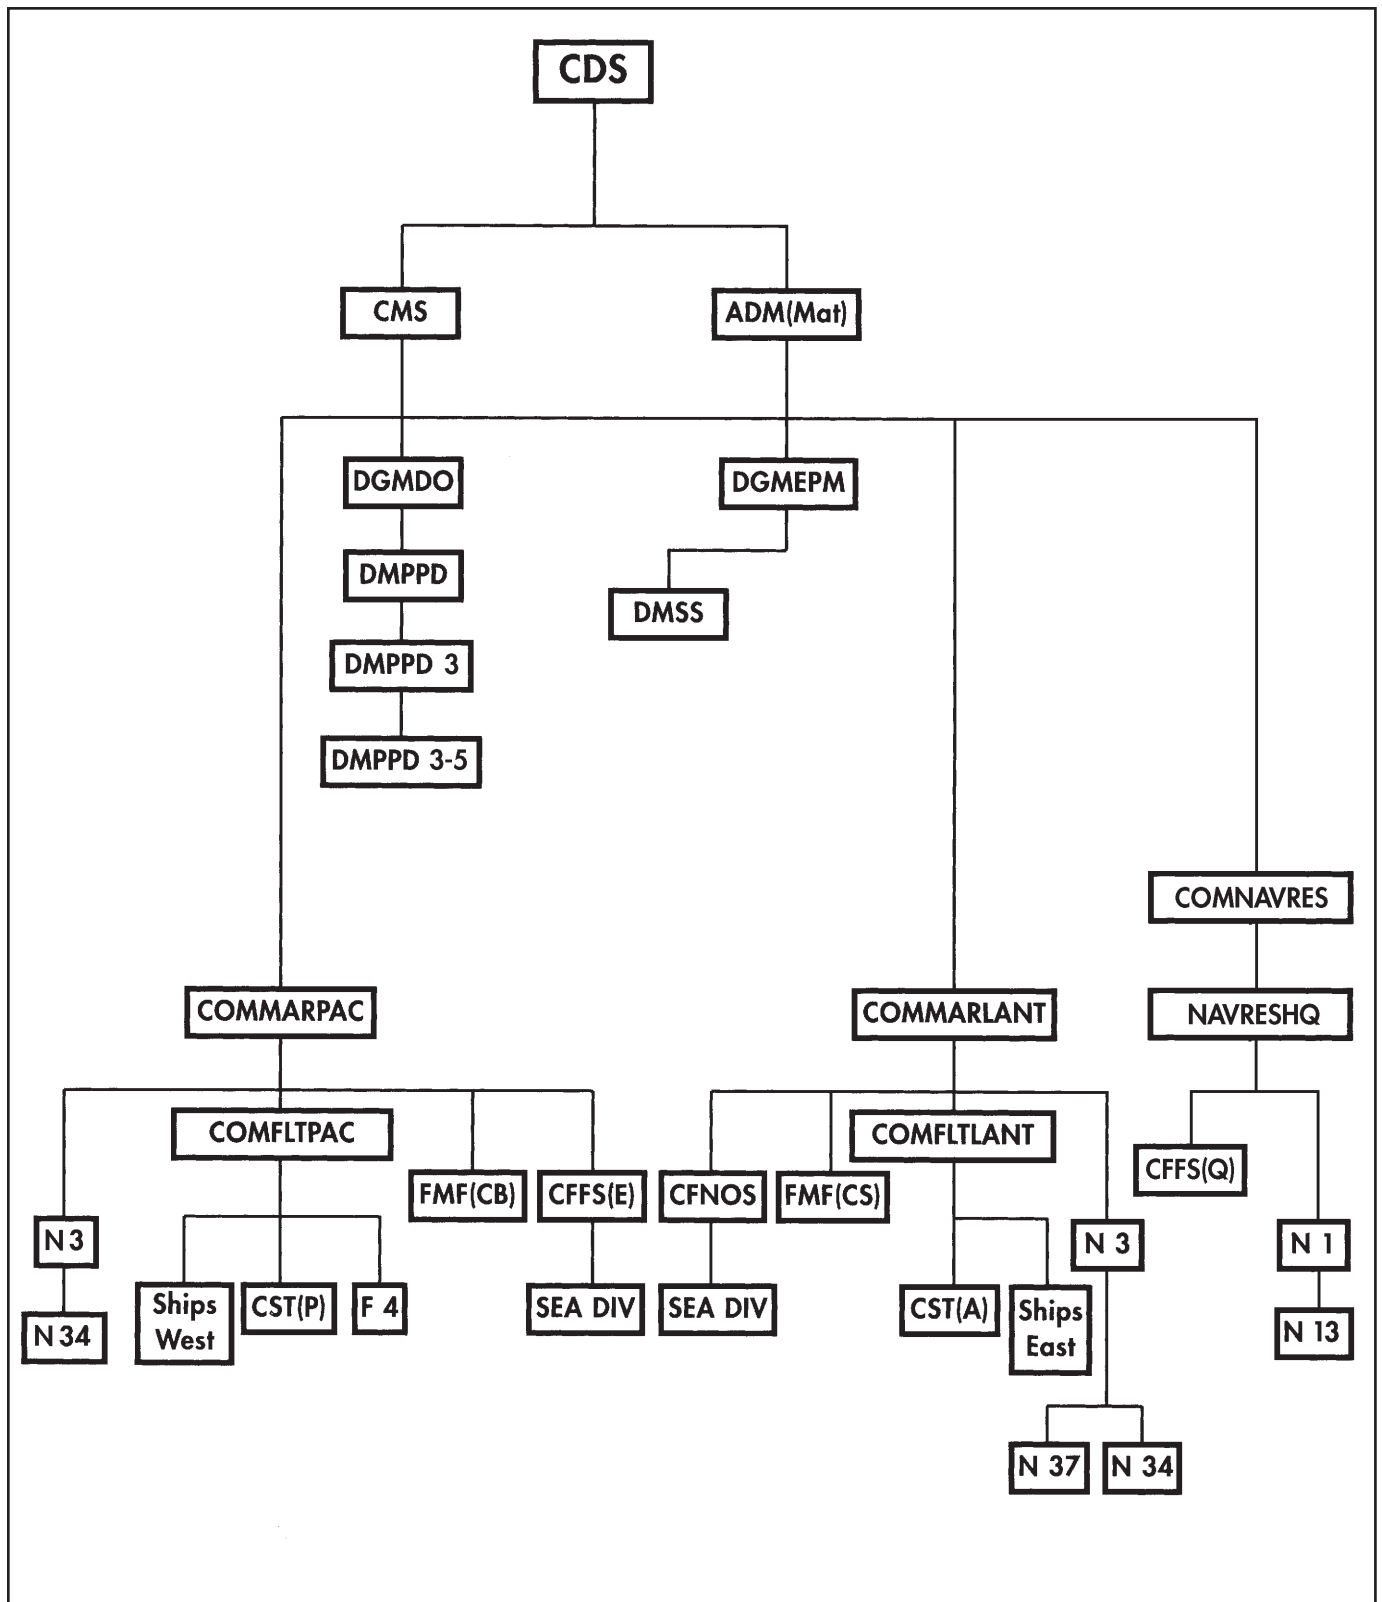 CDS
CMS
ADM(Mat)
DGMDO
DGMEPM
DMPPD
DMSS
DMPPD 3
DMPPD 3-5
COMNAVRES
COMMARPAC
COMMARLANT
NAVRESHQ
COMFLTPAC
COMFLTLANT
CFFS(Q)
FMF(CB)
CFFS(E)
CFNOS
FMF(CS)
N 3
N 3
N 1
Ships
West
CST(P)
F 4
SEA DIV
SEA DIV
CST(A)
Ships
East
N 34
N 13
N 37
N 34